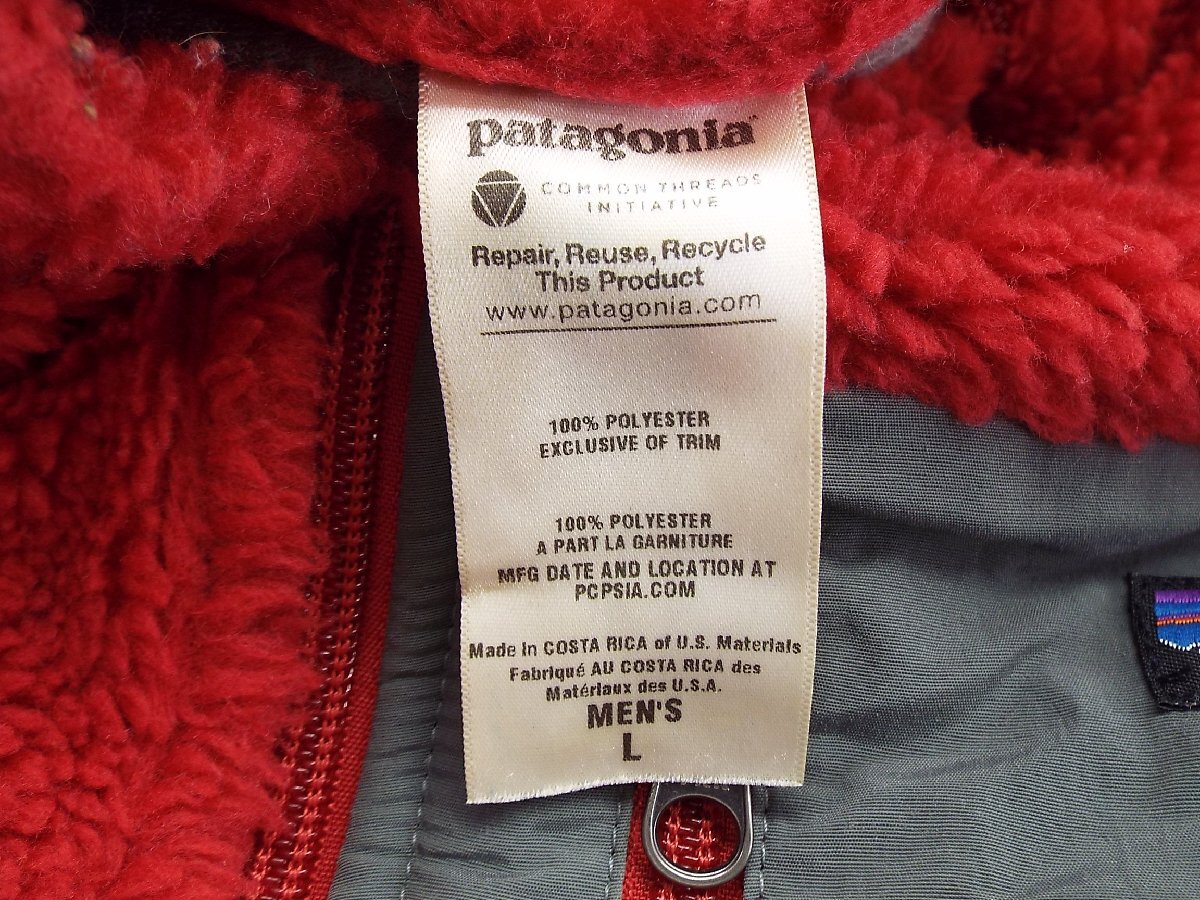 patagonia
COMMON THREADS
INITIATIVE
Repair, Reuse, Recycle
This Product
www.patagonia.com
100% POLYESTER
EXCLUSIVE OF TRIM
100% POLYESTER
A PART LA GARNITURE
MFG DATE AND LOCATION AT
PCPSIA.COM
Made in COSTA RICA of U.S. Materials
Fabriqué AU COSTA RICA des
Matériaux des U.S.A.
MEN'S
L